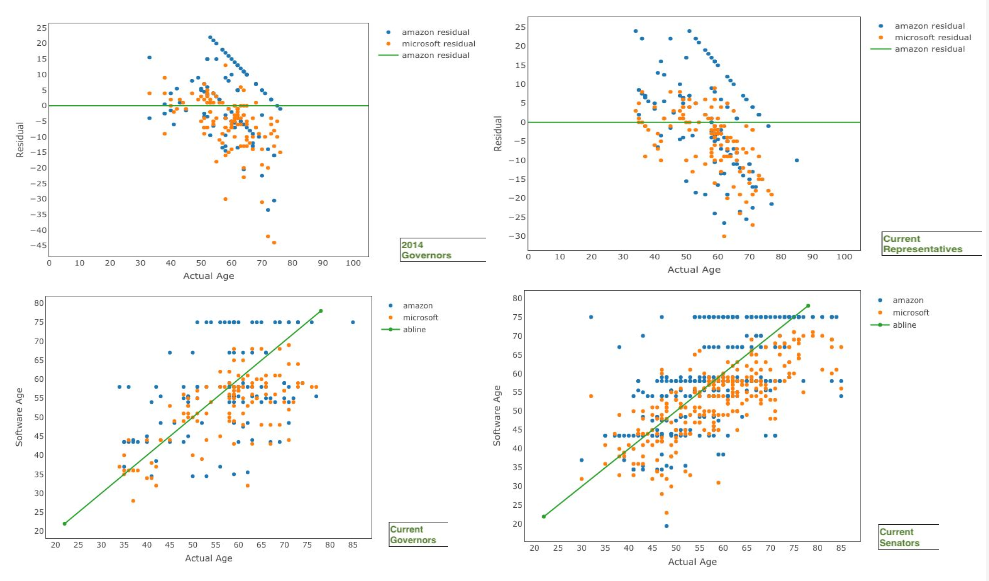 25
20
15
10
5
0
−5
−10
−15
−20
−25
−30
−35
−40
−45
Residual
0 10 20 30 40 50 60 70 80 90 100
Actual Age
amazon residual
microsoft residual
amazon residual
2014
Governors
25
20
15
10
5
0
−5
−10
−15
−20
−25
−30
Residual
0 10 20 30 40 50 60 70 80 90 100
Actual Age
amazon residual
microsoft residual
amazon residual
Current
Representatives
80
75
70
65
60
55
50
45
40
35
30
25
20
Software Age
20 25 30 35 40 45 50 55 60 65 70 75 80 85
Actual Age
amazon
microsoft
abline
Current
Governors
80
75
70
65
60
55
50
45
40
35
30
25
20
Software Age
20 25 30 35 40 45 50 55 60 65 70 75 80 85
Actual Age
amazon
microsoft
abline
Current
Senators